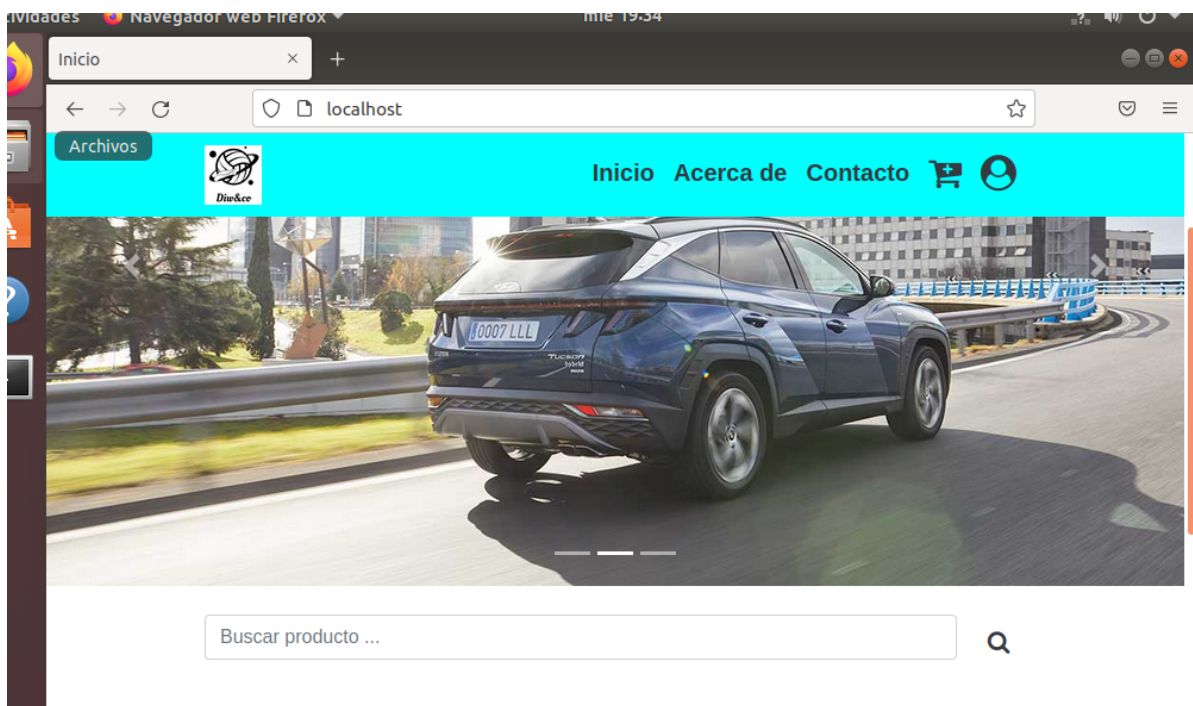 Navegador web Firefox
mié 19:34
Inicio
localhost
Archivos
Diw&co
Inicio Acerca de Contacto
0007 LLL
TUCSON
hybrid
Buscar producto ...